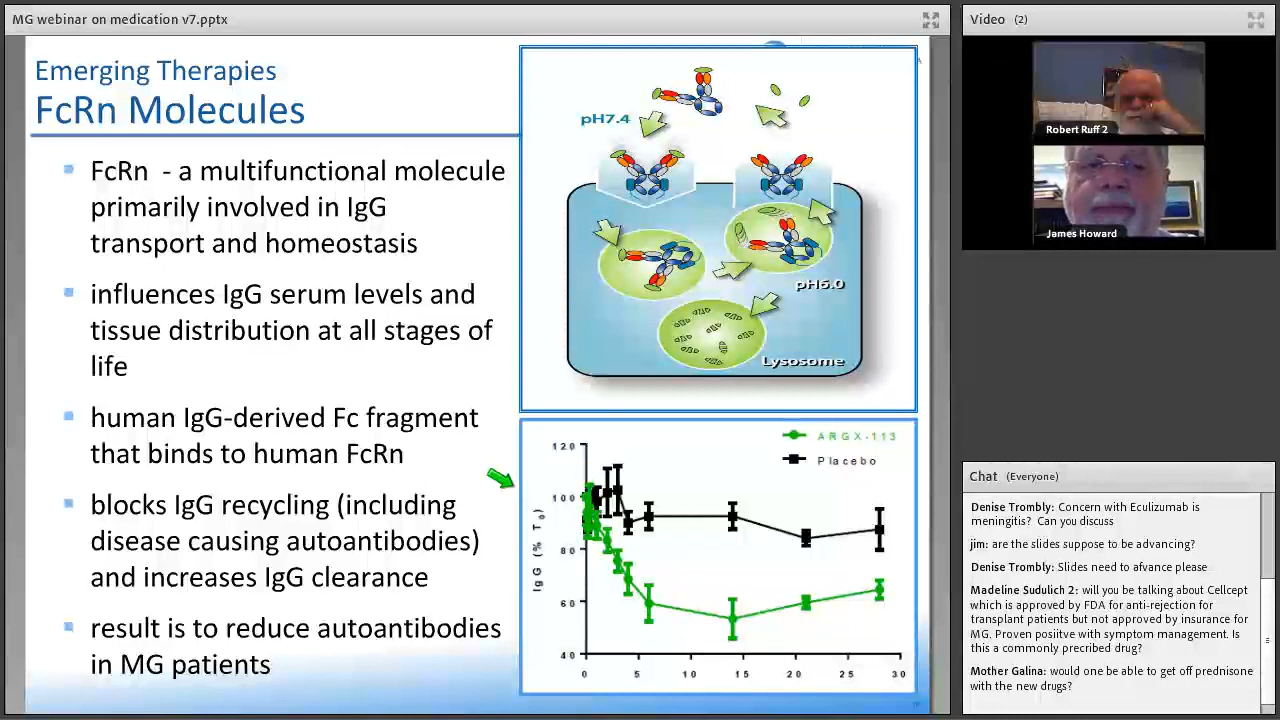 MG webinar on medication v7.pptx
Emerging Therapies
FcRn Molecules
FcRn - a multifunctional molecule
primarily involved in IgG
transport and homeostasis
influences IgG serum levels and
tissue distribution at all stages of
life
human IgG-derived Fc fragment
that binds to human FcRn
blocks IgG recycling (including
disease causing autoantibodies)
and increases IgG clearance
result is to reduce autoantibodies
in MG patients
pH7.4
pH6.0
Lysosome
ARGX-113
Placebo
IgG (% T0)
120
100
80
60
40
0 5 10 15 20 25 30
Video (2)
Robert Ruff 2
James Howard
Chat (Everyone)
Denise Trombly: Concern with Eculizumab is
meningitis? Can you discuss
jim: are the slides suppose to be advancing?
Denise Trombly: Slides need to afvance please
Madeline Sudulich 2: will you be talking about Cellcept
which is approved by FDA for anti-rejection for
transplant patients but not approved by insurance for
MG. Proven posiitve with symptom management. Is
this a commonly precribed drug?
Mother Galina: would one be able to get off prednisone
with the new drugs?